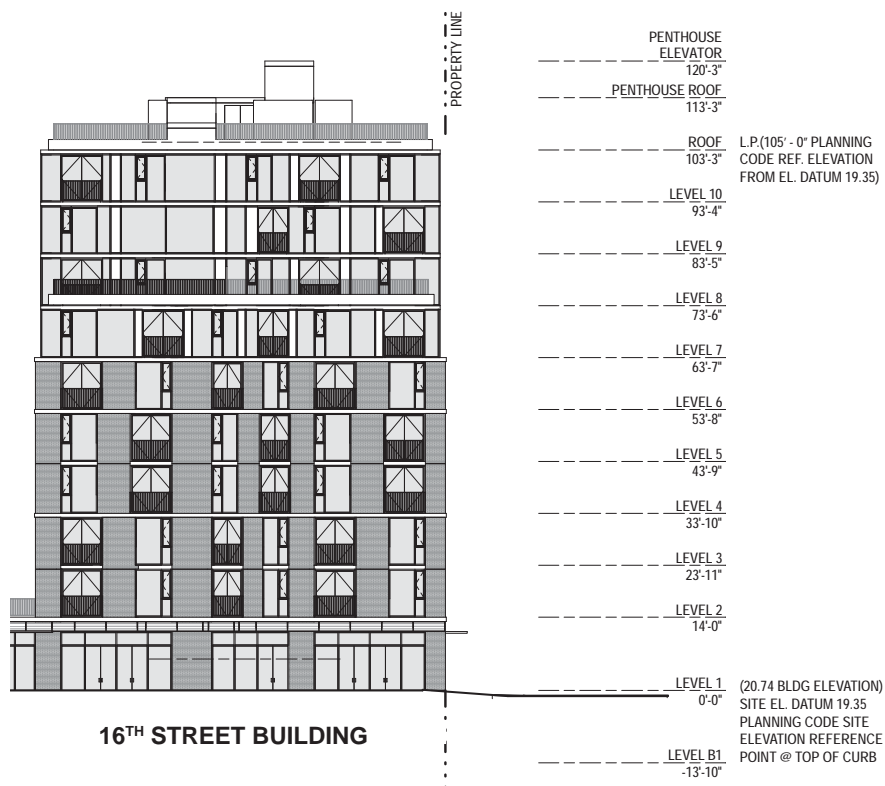 PROPERTY LINE
PENTHOUSE
ELEVATOR
120'-3"
PENTHOUSE ROOF
113'-3"
ROOF
103'-3"
L.P.(105' - 0" PLANNING
CODE REF. ELEVATION
FROM EL. DATUM 19.35)
LEVEL 10
93'-4"
LEVEL 9
83'-5"
LEVEL 8
73'-6"
LEVEL 7
63'-7"
LEVEL 6
53'-8"
LEVEL 5
43'-9"
LEVEL 4
33'-10"
LEVEL 3
23'-11"
LEVEL 2
14'-0"
LEVEL 1
0'-0"
(20.74 BLDG ELEVATION)
SITE EL. DATUM 19.35
PLANNING CODE SITE
ELEVATION REFERENCE
POINT @ TOP OF CURB
LEVEL B1
-13'-10"
16TH STREET BUILDING